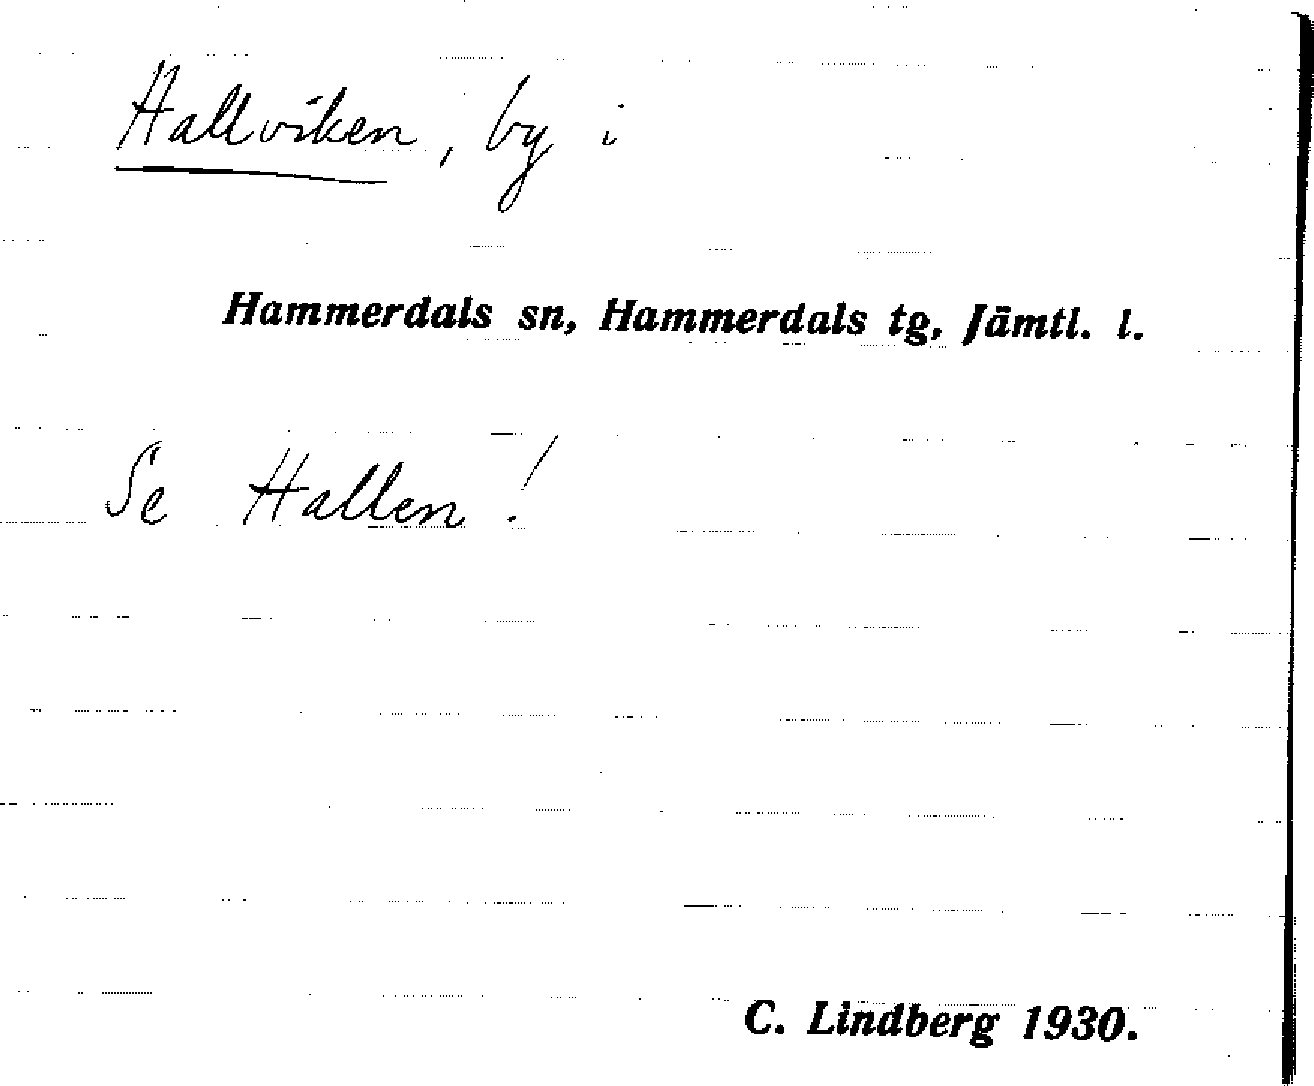 Hallviken, by i
Hammerdals sn, Hammerdals tg, Jämtl. l.
Se Hallen!
C. Lindberg 1930.